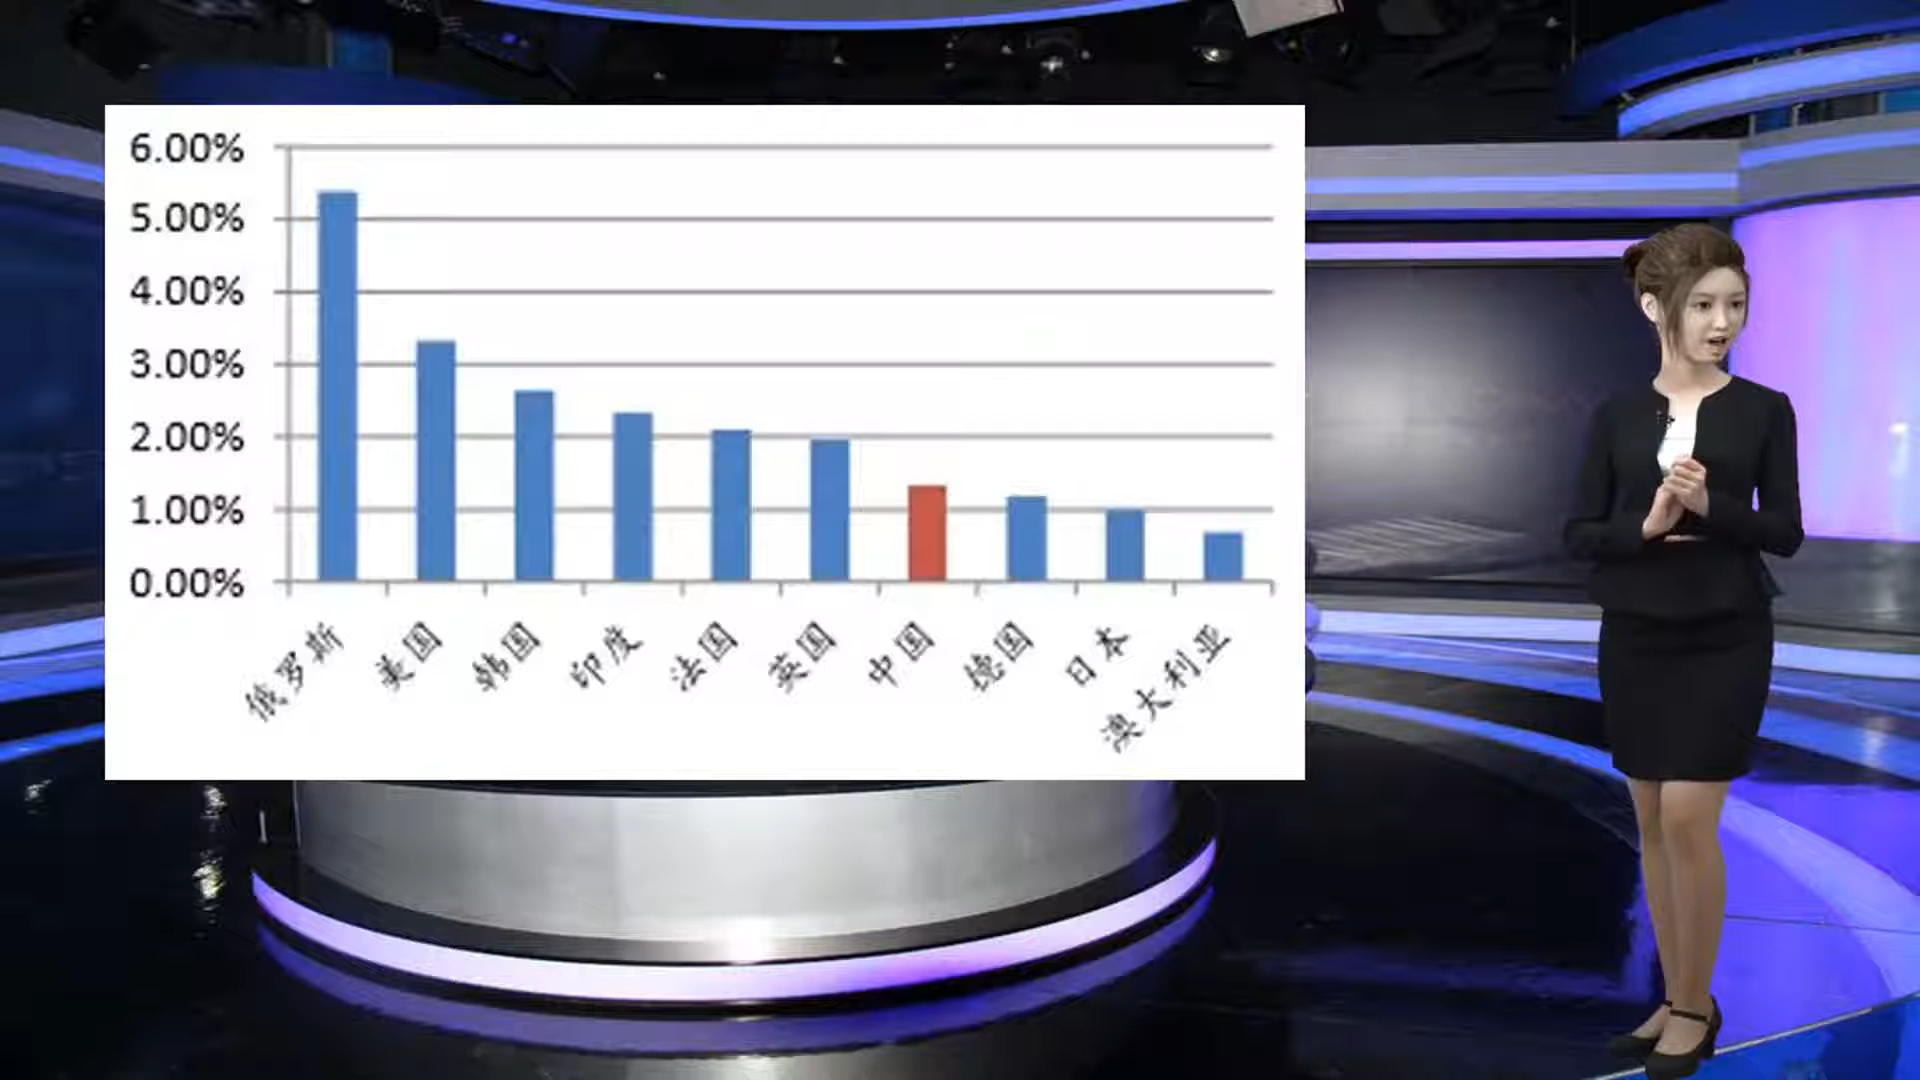 6.00%
5.00%
4.00%
3.00%
2.00%
1.00%
0.00%
俄罗斯
美国
韩国
印度
法国
英国
中国
德国
日本
澳大利亚